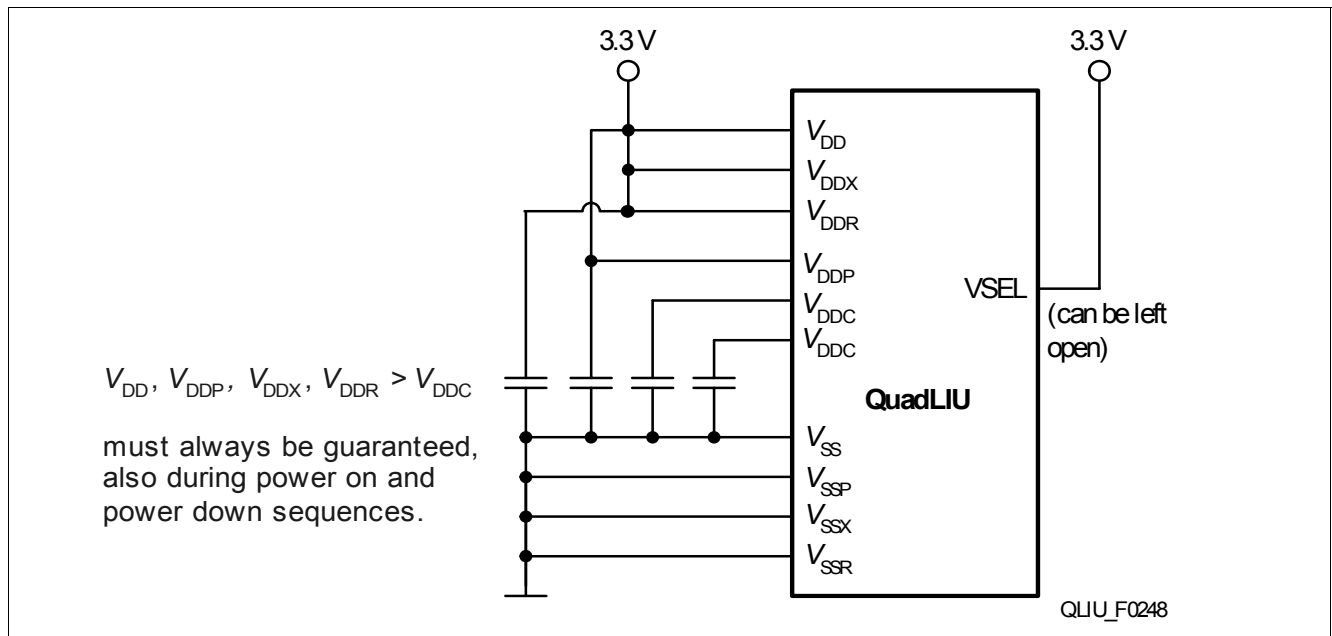 3.3 V
3.3 V
VDD
VDDX
VDDR
VDDP
VSEL
VDDC
(can be left
VDDC
open)
VDD, VDDP, VDDX, VDDR > VDDC
QuadLIU
must always be guaranteed,
VSS
also during power on and
VSSP
power down sequences.
VSSX
VSSR
QLIU_F0248